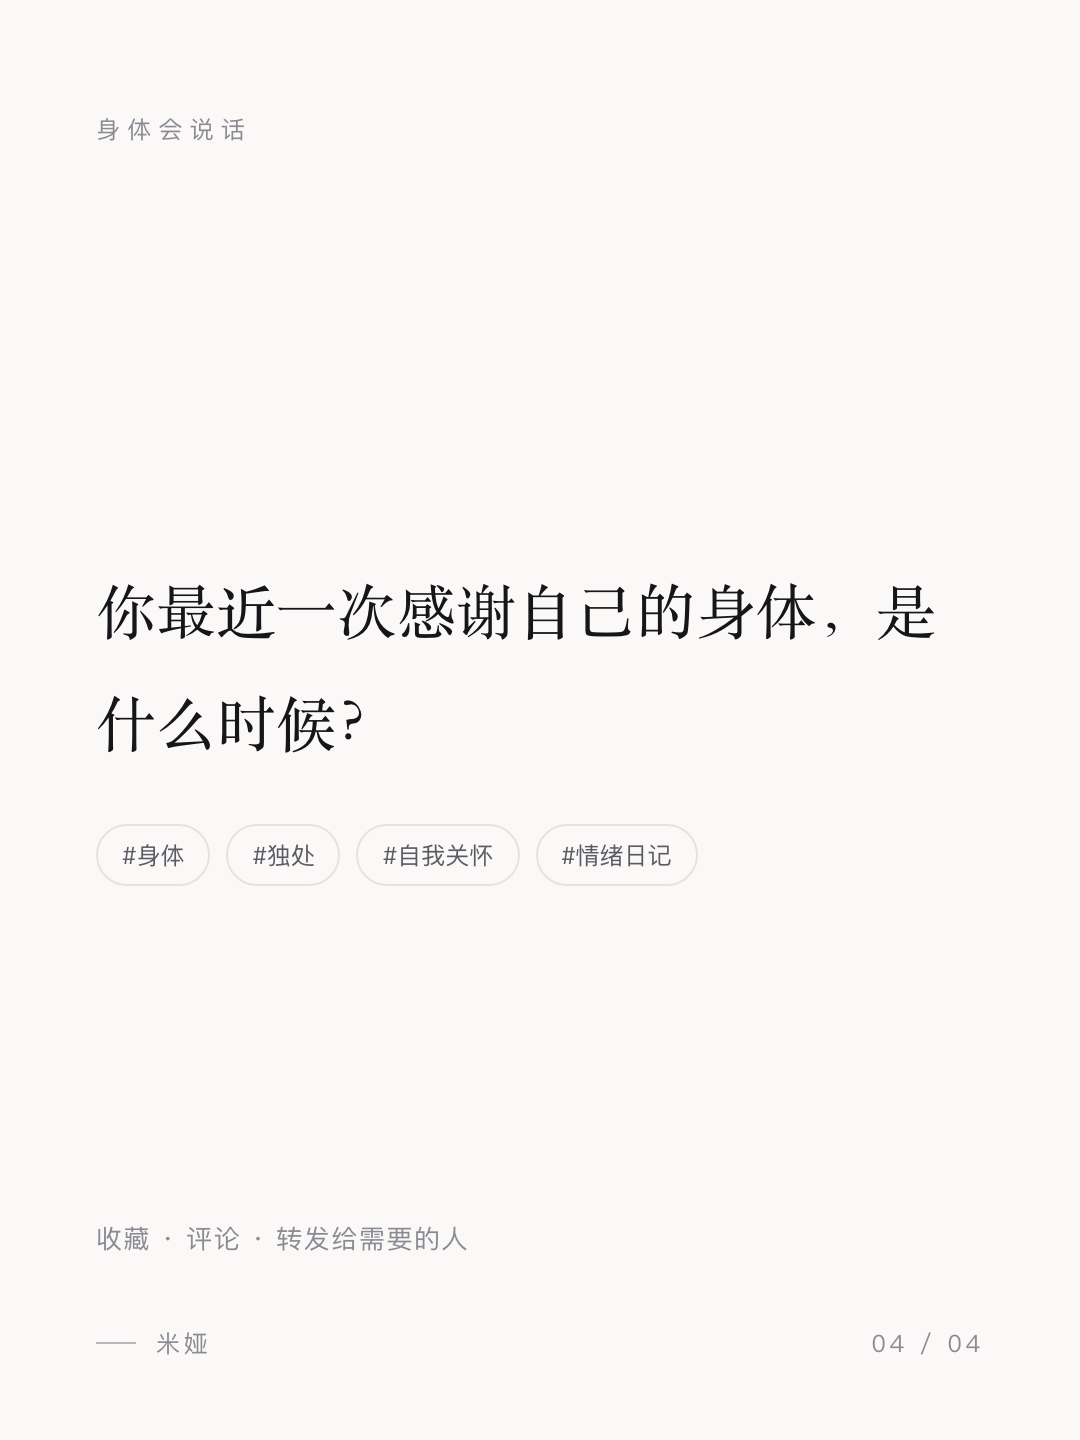 身体会说话
你最近一次感谢自己的身体，是
什么时候？
#身体 #独处 #自我关怀 #情绪日记
收藏 · 评论 · 转发给需要的人
—— 米娅
04 / 04